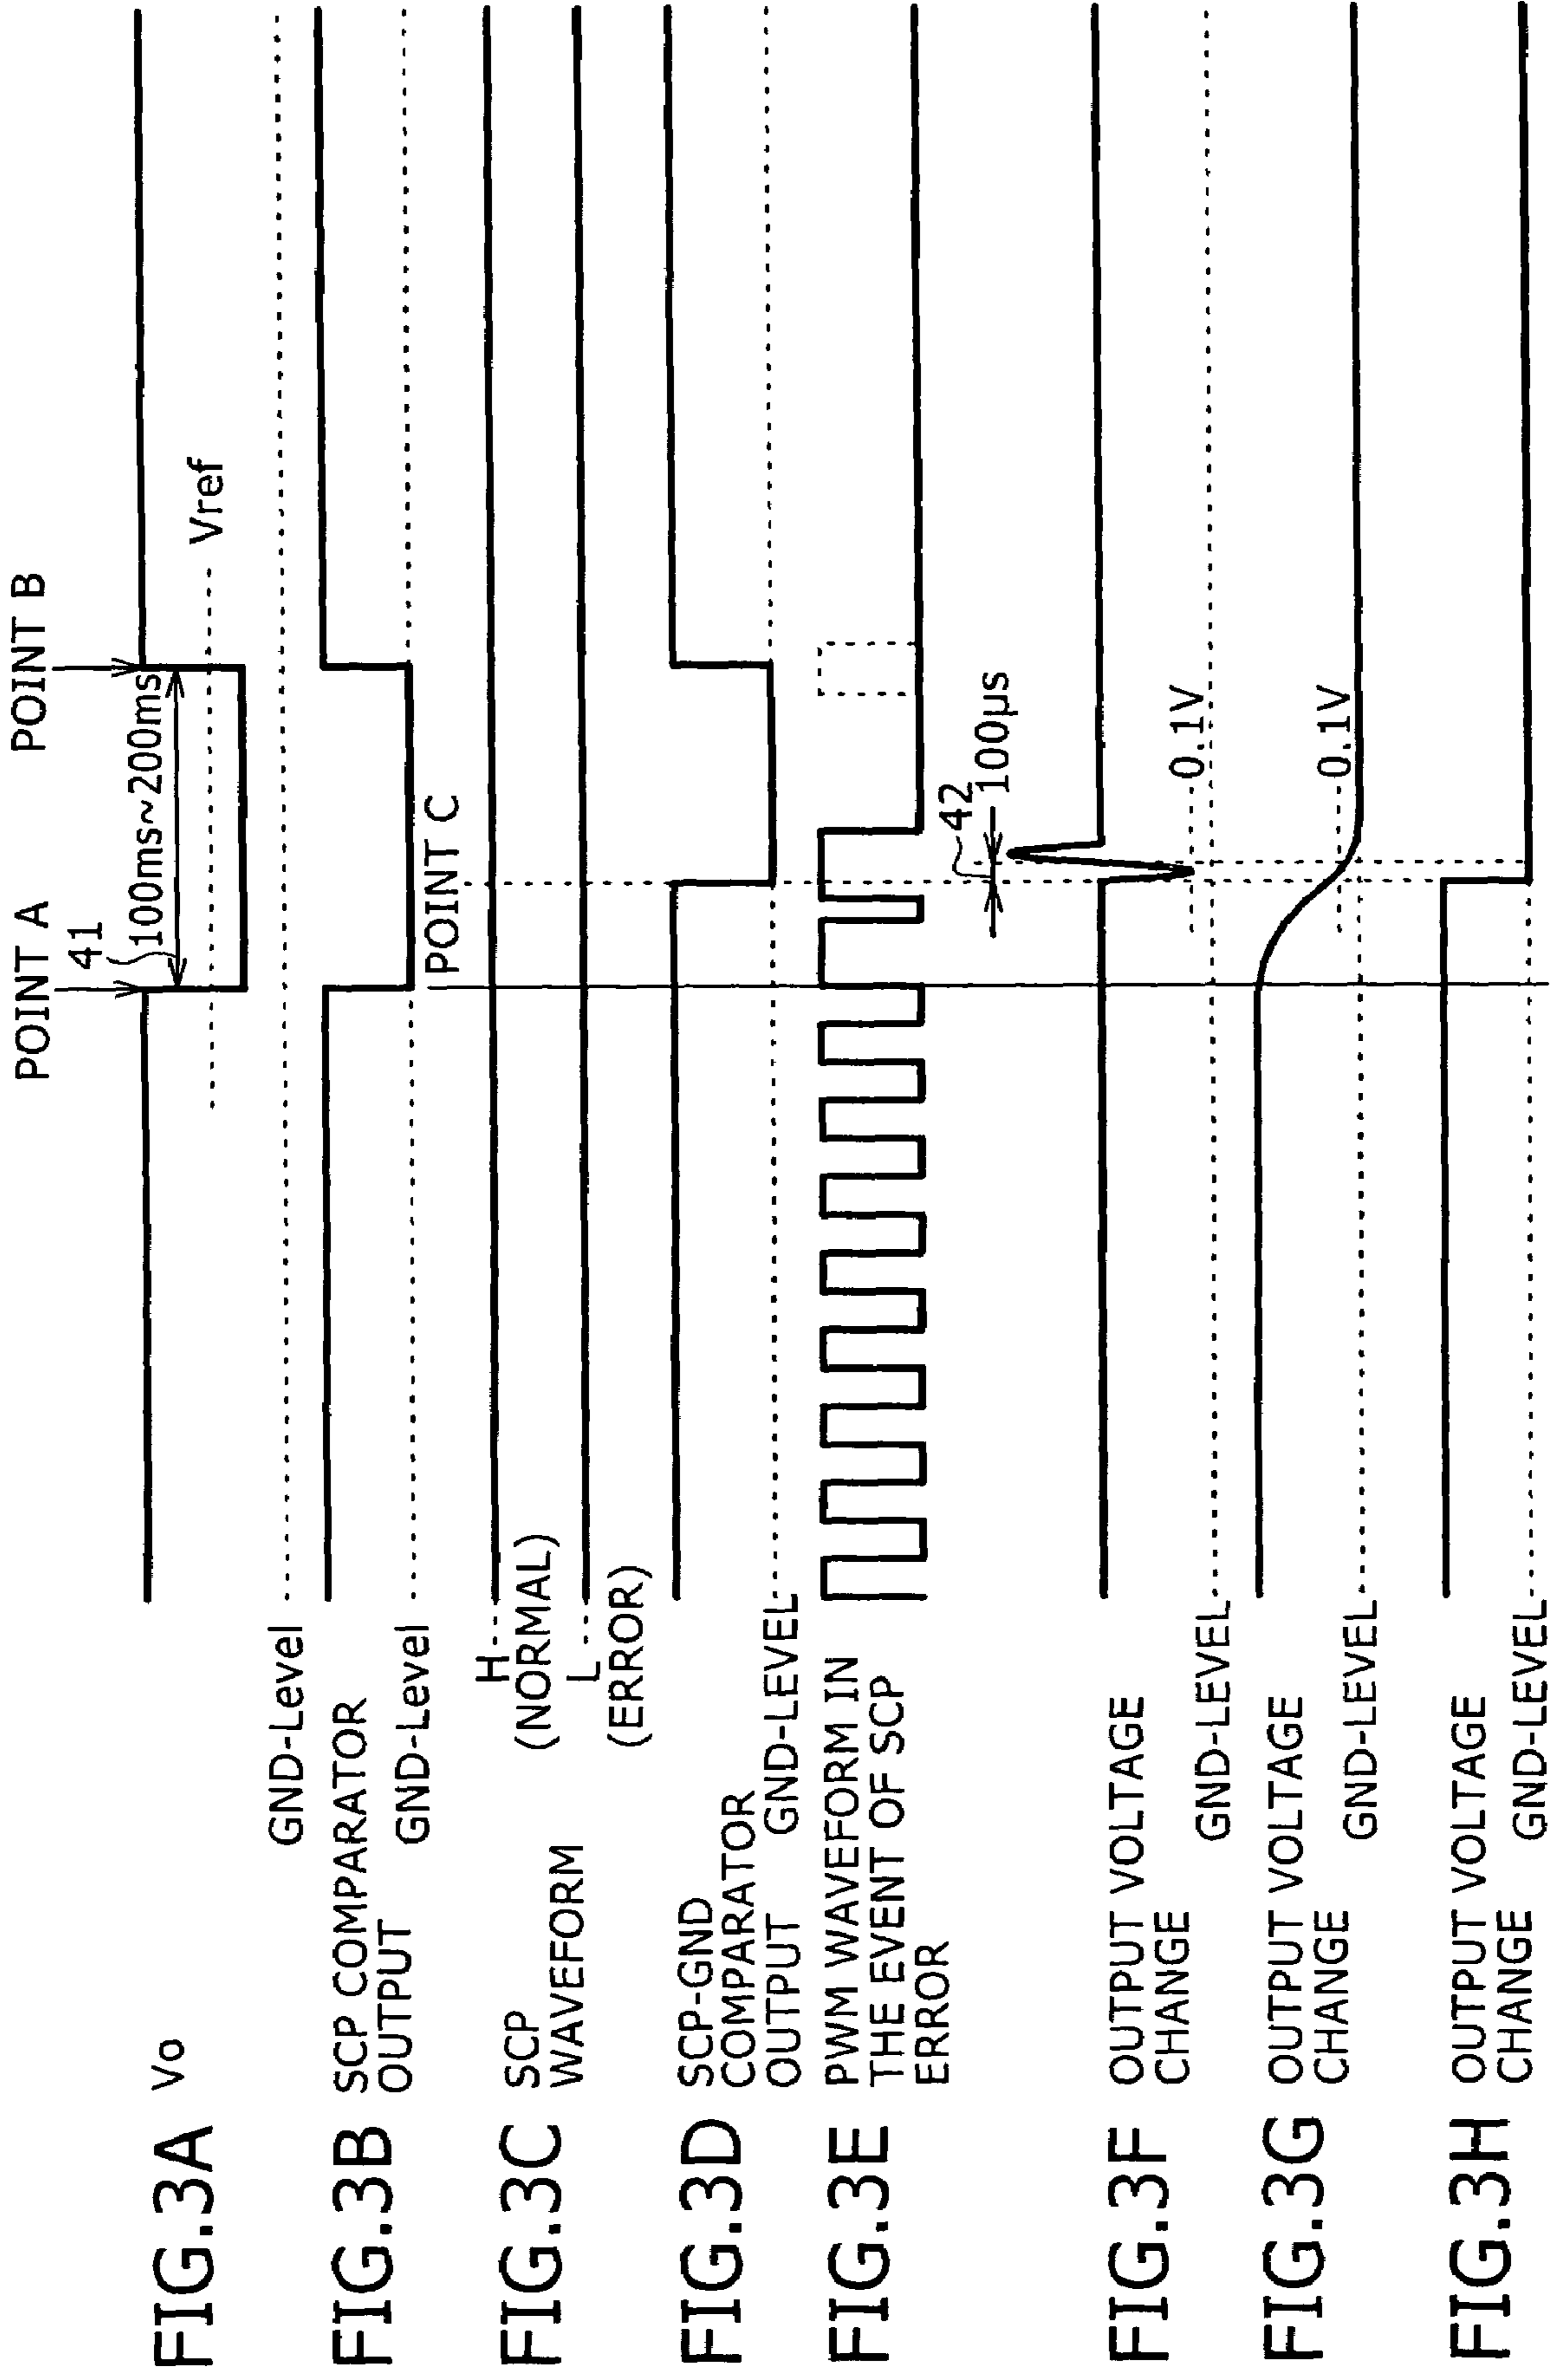 POINT A
POINT B
41
100ms~200ms
FIG.3A
Vo
Vref
GND-Level
FIG.3B
SCP COMPARATOR
OUTPUT
GND-Level
POINT C
FIG.3C
SCP
WAVEFORM
H
(NORMAL)
L
(ERROR)
FIG.3D
SCP-GND
COMPARATOR
OUTPUT
GND-LEVEL
FIG.3E
PWM WAVEFORM IN
THE EVENT OF SCP
ERROR
42
100μs
FIG.3F
OUTPUT VOLTAGE
CHANGE
0.1V
GND-LEVEL
FIG.3G
OUTPUT VOLTAGE
CHANGE
0.1V
GND-LEVEL
FIG.3H
OUTPUT VOLTAGE
CHANGE
GND-LEVEL